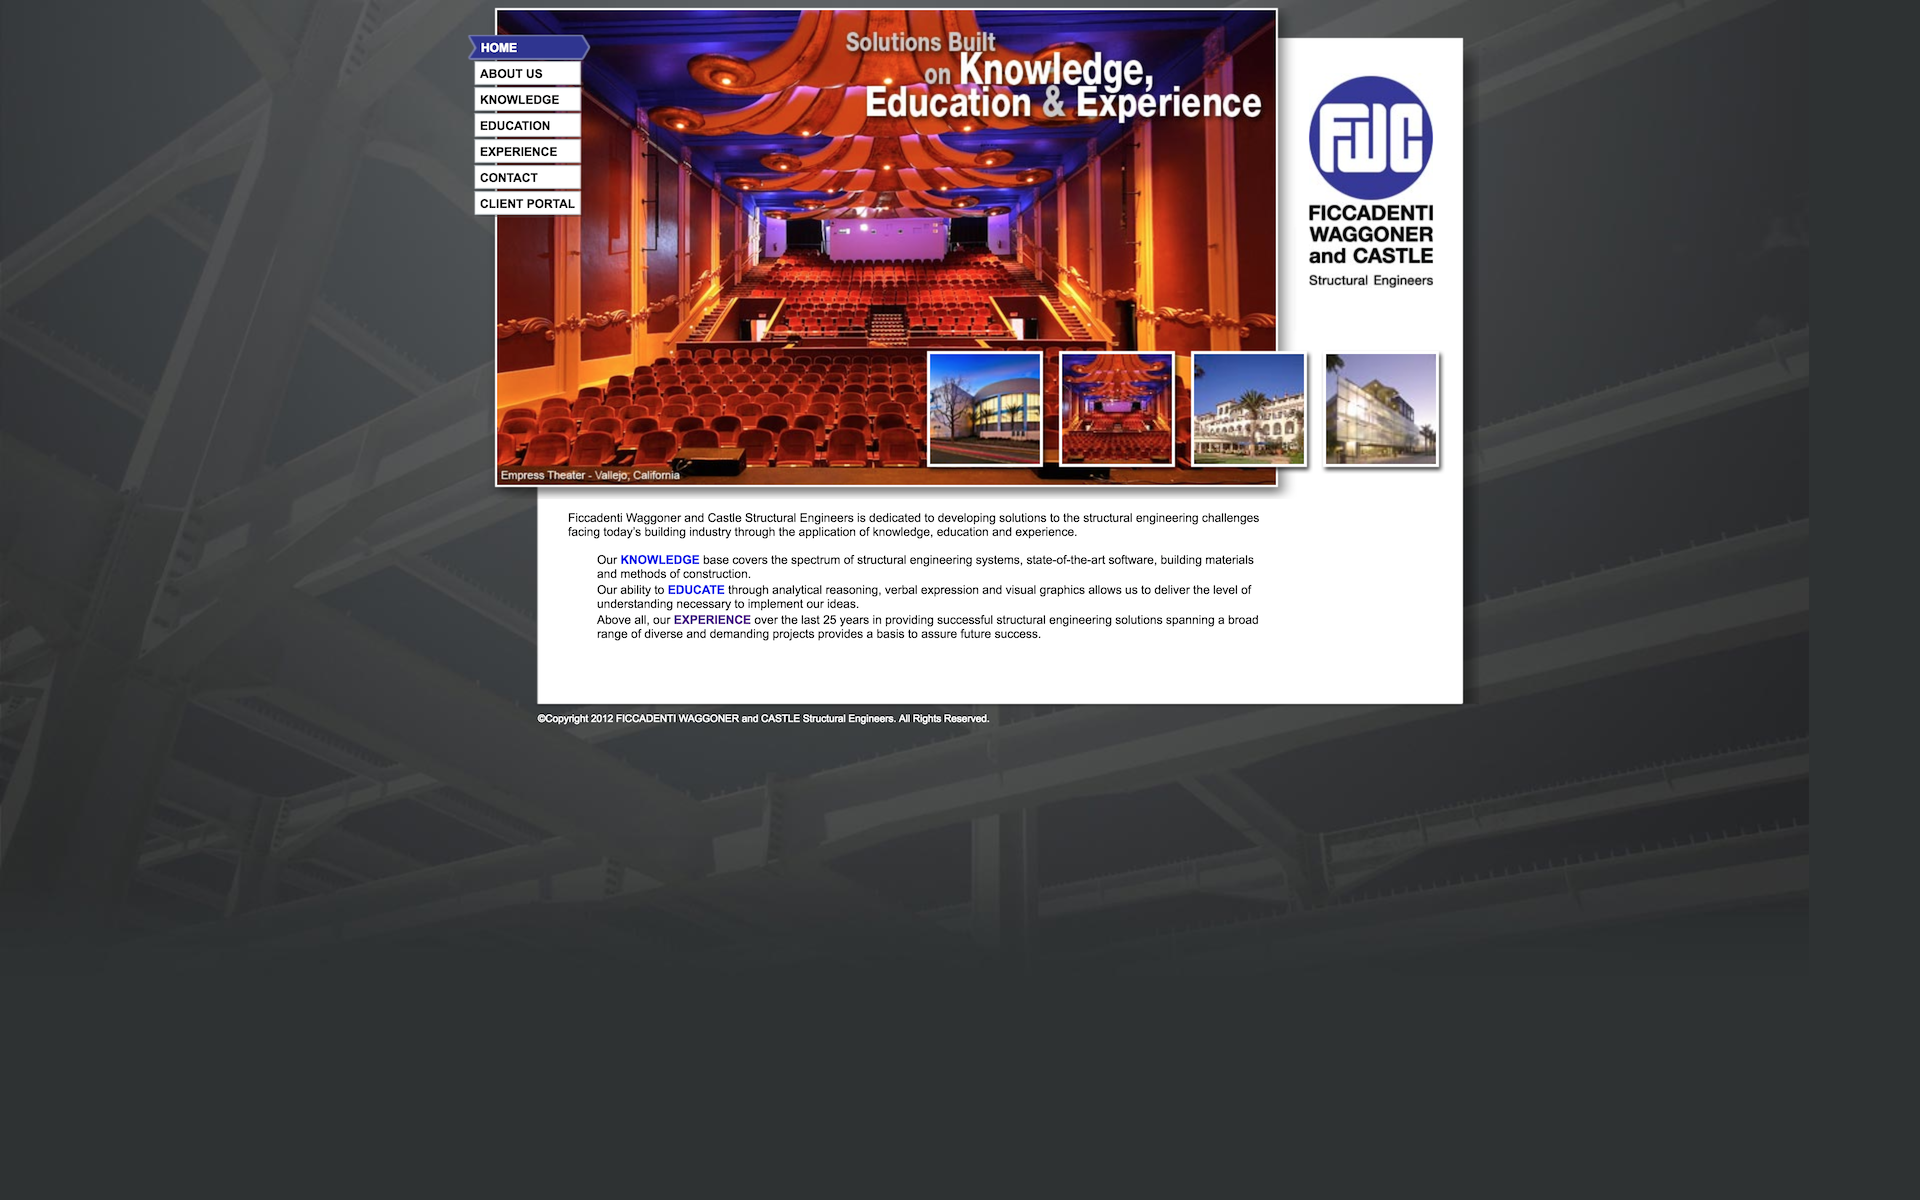 HOME
ABOUT US
KNOWLEDGE
EDUCATION
EXPERIENCE
CONTACT
CLIENT PORTAL
Solutions Built
on Knowledge,
Education & Experience
FWC
FICCADENTI
WAGGONER
and CASTLE
Structural Engineers
Empress Theater - Vallejo, California
Ficcadenti Waggoner and Castle Structural Engineers is dedicated to developing solutions to the structural engineering challenges
facing today's building industry through the application of knowledge, education and experience.
Our KNOWLEDGE base covers the spectrum of structural engineering systems, state-of-the-art software, building materials
and methods of construction.
Our ability to EDUCATE through analytical reasoning, verbal expression and visual graphics allows us to deliver the level of
understanding necessary to implement our ideas.
Above all, our EXPERIENCE over the last 25 years in providing successful structural engineering solutions spanning a broad
range of diverse and demanding projects provides a basis to assure future success.
©Copyright 2012 FICCADENTI WAGGONER and CASTLE Structural Engineers. All Rights Reserved.